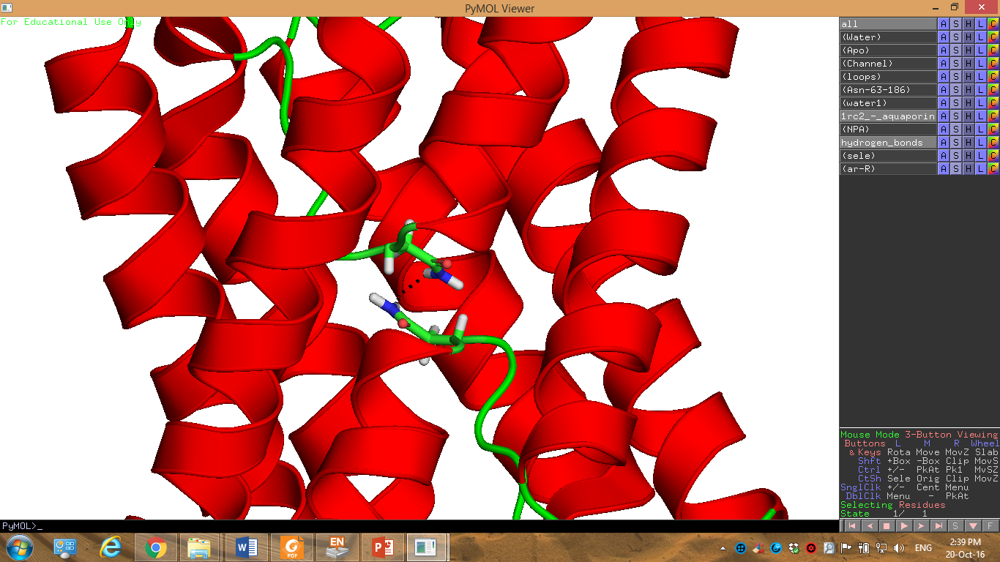 PyMOL Viewer
For Educational Use Only
all A S H L C
(Water) A S H L C
(Apo) A S H L C
(Channel) A S H L C
(loops) A S H L C
(Asn-63-186) A S H L C
(water1) A S H L C
1rc2_-_aquaporin A S H L C
(NPA) A S H L C
hydrogen_bonds A S H L C
(sele) A S H L C
(ar-R) A S H L C
Mouse Mode 3-Button Viewing
Buttons L M R Wheel
& Keys Rota Move MovZ Slab
Shft +Box -Box Clip MovS
Ctrl +/- PkAt Pk1 MvSZ
CtSh Sele Orig Clip MovZ
SnglClk +/- Cent Menu
DblClk Menu - PkAt
Selecting Residues
State 1/ 1
S F
PyMOL>_
PDF
EN
ENG
2:39 PM
20-Oct-16